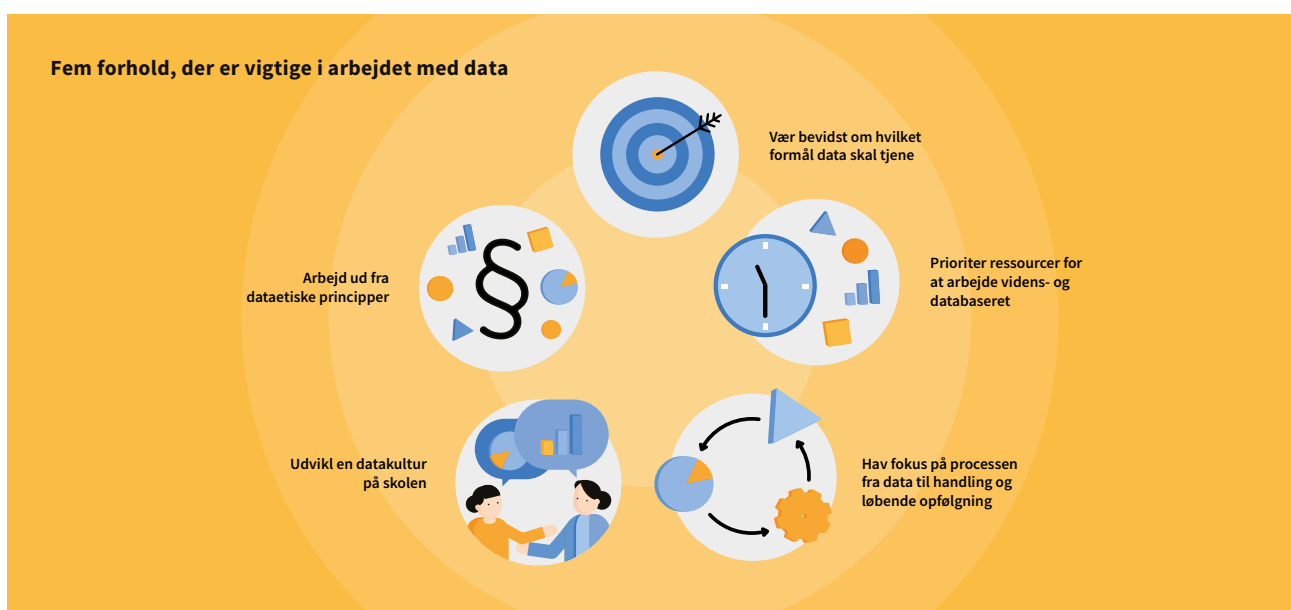 Fem forhold, der er vigtige i arbejdet med data
Vær bevidst om hvilket
formål data skal tjene
Prioriter ressourcer for
at arbejde videns- og
databaseret
Hav fokus på processen
fra data til handling og
løbende opfølgning
Udvikl en datakultur
på skolen
Arbejd ud fra
dataetiske principper
§